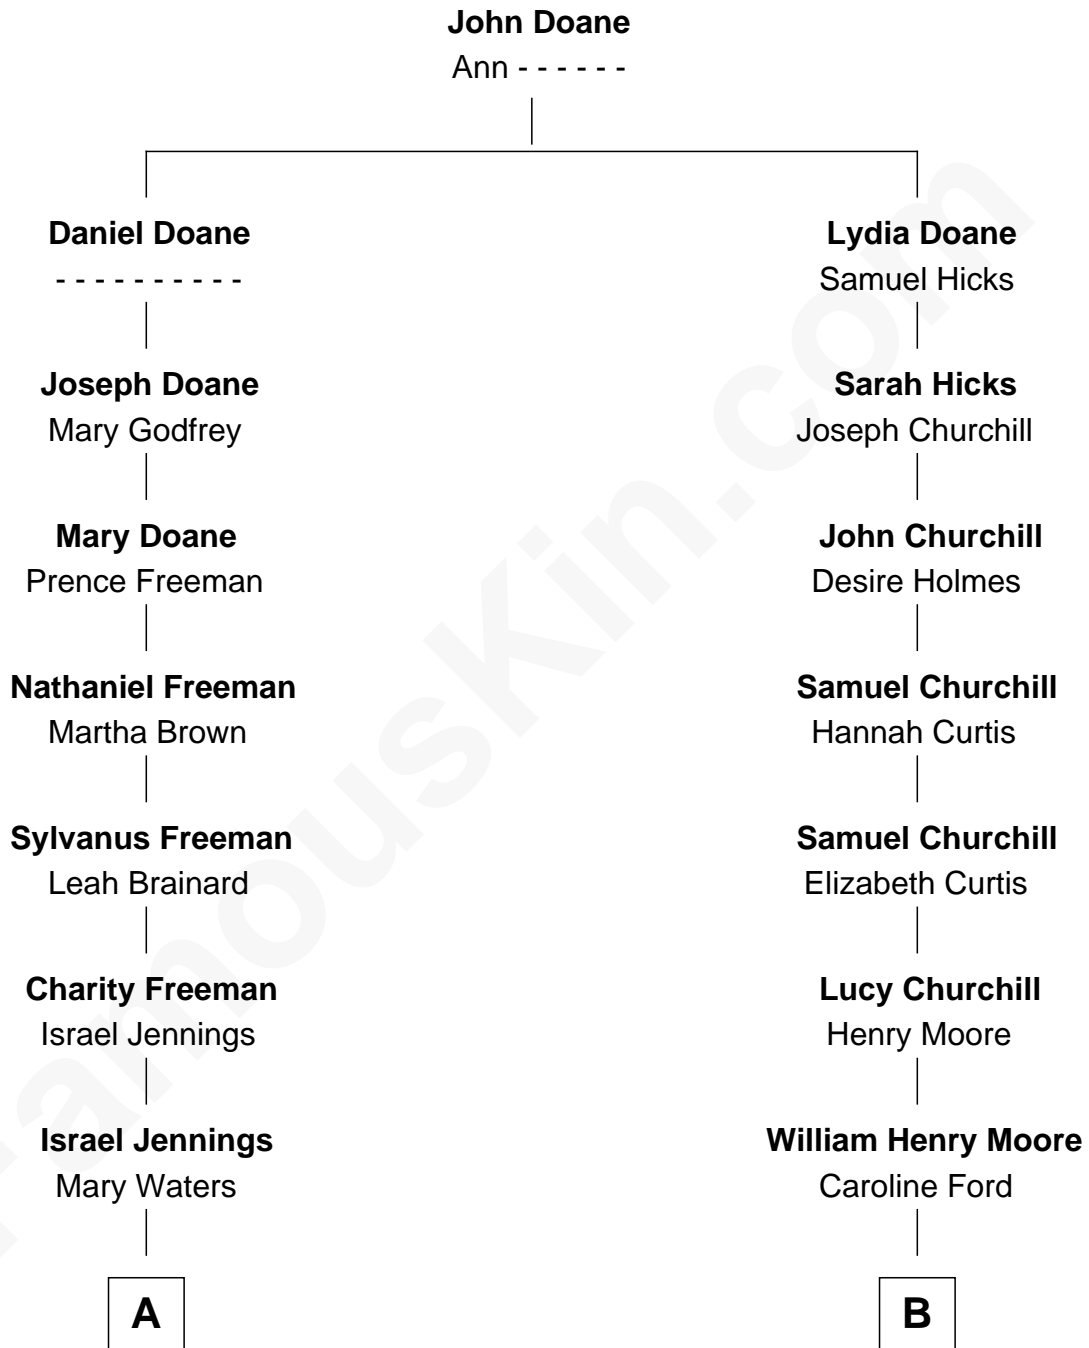 John Doane
Ann - - - - - -
Daniel Doane
- - - - - - - - - -
Lydia Doane
Samuel Hicks
Joseph Doane
Mary Godfrey
Sarah Hicks
Joseph Churchill
Mary Doane
Prence Freeman
John Churchill
Desire Holmes
Nathaniel Freeman
Martha Brown
Samuel Churchill
Hannah Curtis
Sylvanus Freeman
Leah Brainard
Samuel Churchill
Elizabeth Curtis
Charity Freeman
Israel Jennings
Lucy Churchill
Henry Moore
Israel Jennings
Mary Waters
William Henry Moore
Caroline Ford
A
B
FamousKin.com